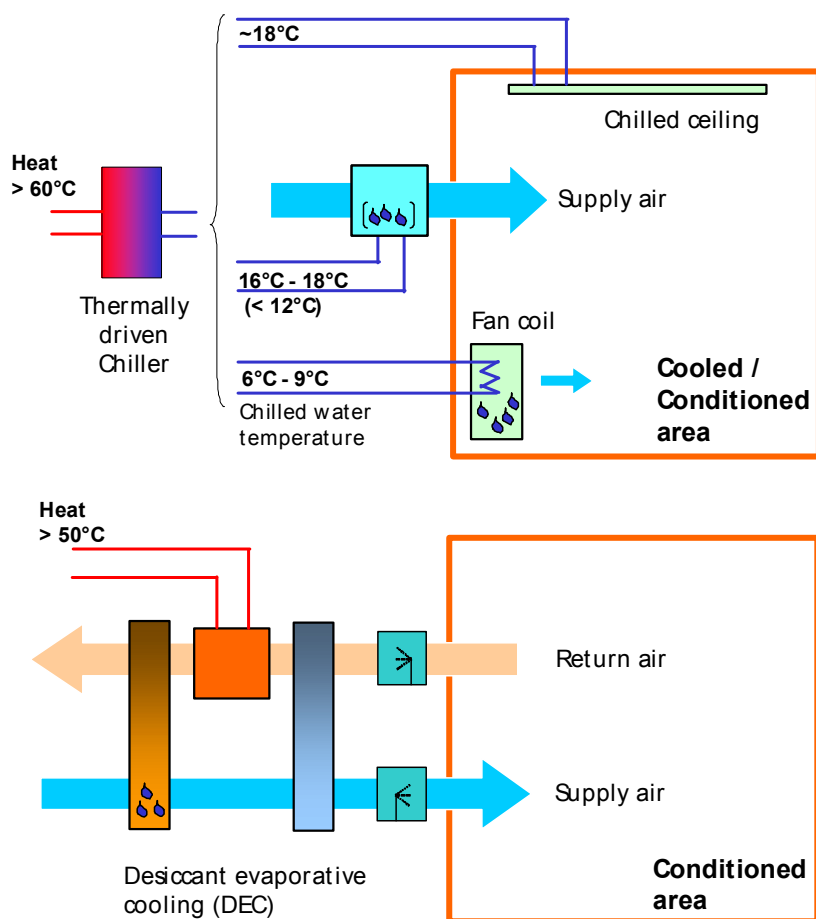 ~18°C
Chilled ceiling
Heat
> 60°C
Supply air
16°C - 18°C
(< 12°C)
Thermally
driven
Chiller
Fan coil
6°C - 9°C
Chilled water
temperature
Cooled /
Conditioned
area
Heat
> 50°C
Return air
Supply air
Desiccant evaporative
cooling (DEC)
Conditioned
area